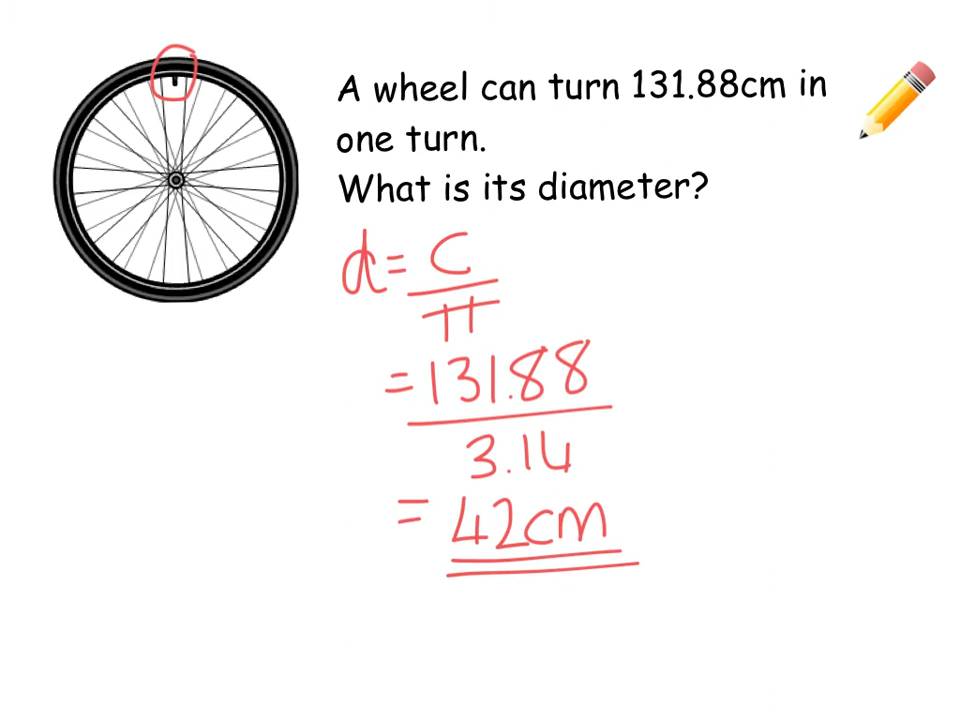 A wheel can turn 131.88cm in
one turn.
What is its diameter?
d = C
π
= 131.88
3.14
= 42cm